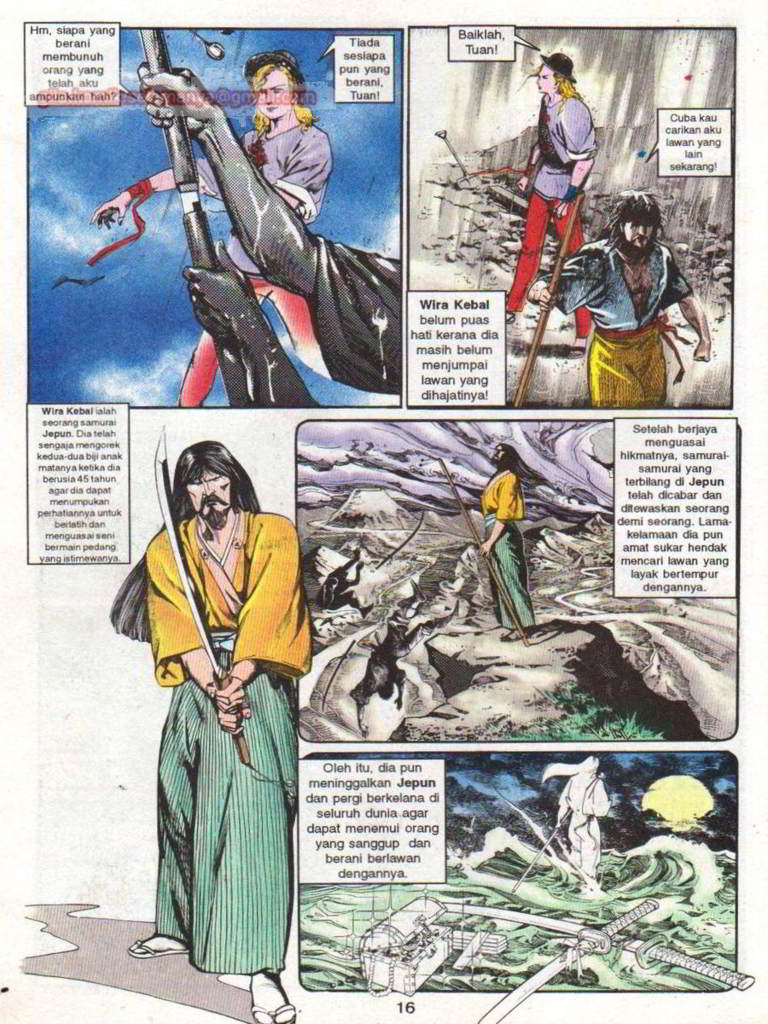 Hm, siapa yang
berani
membunuh
orang yang
telah aku
ampunkan hah?
Tiada
sesiapa
pun yang
berani,
Tuan!
Baiklah,
Tuan!
Cuba kau
carikan aku
lawan yang
lain
sekarang!
Wira Kebal
belum puas
hati kerana dia
masih belum
menjumpai
lawan yang
dihajatinya!
Wira Kebal ialah
seorang samurai
Jepun. Dia telah
sengaja mengorek
kedua-dua biji anak
matanya ketika dia
berusia 45 tahun
agar dia dapat
menumpukan
perhatiannya untuk
berlatih dan
menguasai seni
bermain pedang
yang istimewanya.
Setelah berjaya
menguasai
hikmatnya, samurai-
samurai yang
terbilang di Jepun
telah dicabar dan
ditewaskan seorang
demi seorang. Lama-
kelamaan dia pun
amat sukar hendak
mencari lawan yang
layak bertempur
dengannya.
Oleh itu, dia pun
meninggalkan Jepun
dan pergi berkelana di
seluruh dunia agar
dapat menemui orang
yang sanggup dan
berani berlawan
dengannya.
16